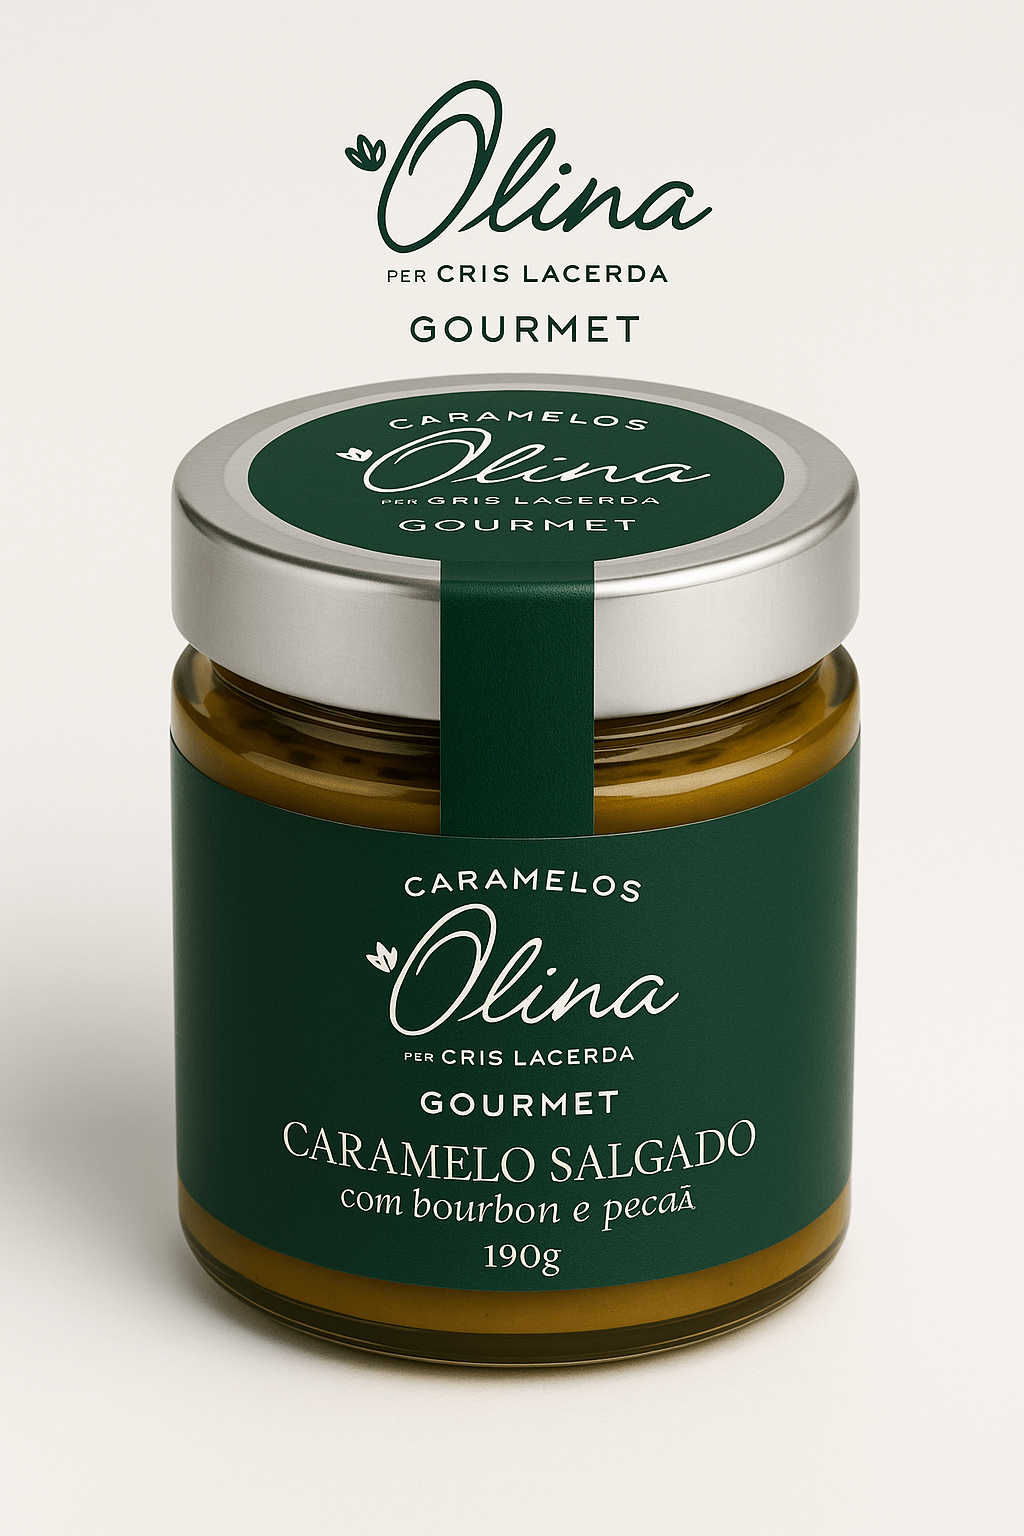 Olina
PER CRIS LACERDA
GOURMET
CARAMELOS
Olina
PER GRIS LACERDA
GOURMET
CARAMELOS
Olina
PER CRIS LACERDA
GOURMET
CARAMELO SALGADO
com bourbon e pecaã
190g